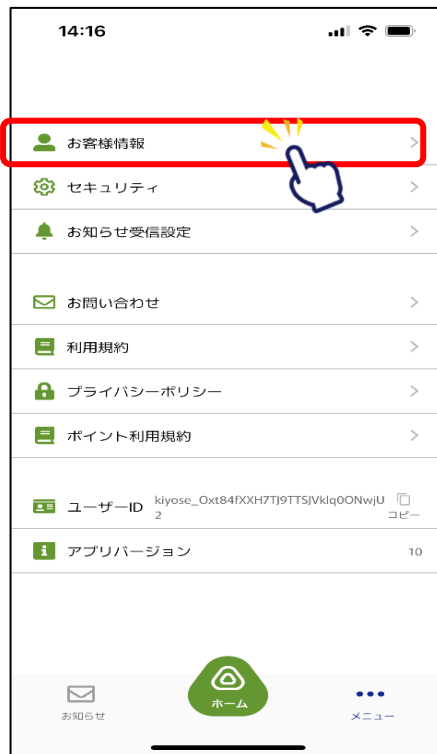 14:16
お客様情報
セキュリティ
お知らせ受信設定
お問い合わせ
利用規約
プライバシーポリシー
ポイント利用規約
ユーザーID kiyose_Oxt84fXXH7TJ9TTSJVklq0ONwjU
2 コピー
アプリバージョン 10
お知らせ ホーム メニュー